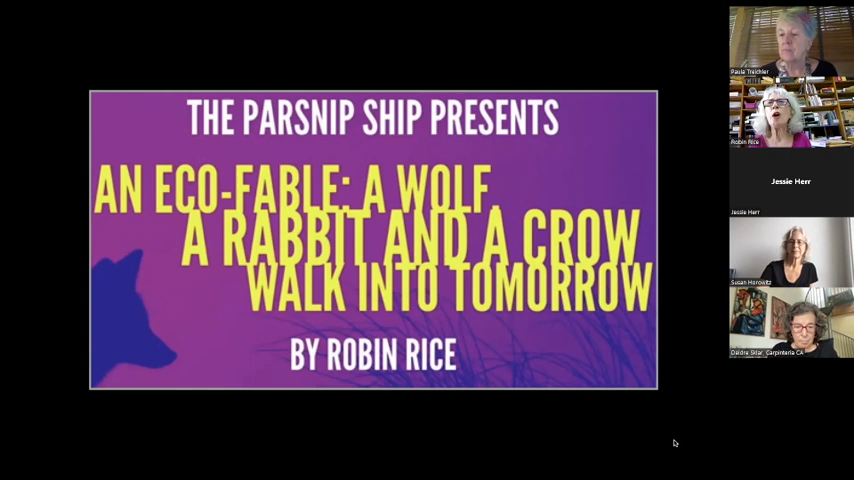 THE PARSNIP SHIP PRESENTS
AN ECO-FABLE: A WOLF,
A RABBIT AND A CROW
WALK INTO TOMORROW
BY ROBIN RICE
Paula Treichler
Robin Rice
Jessie Herr
Jessie Herr
Susan Horowitz
Deidre Sklar, Carpinteria CA